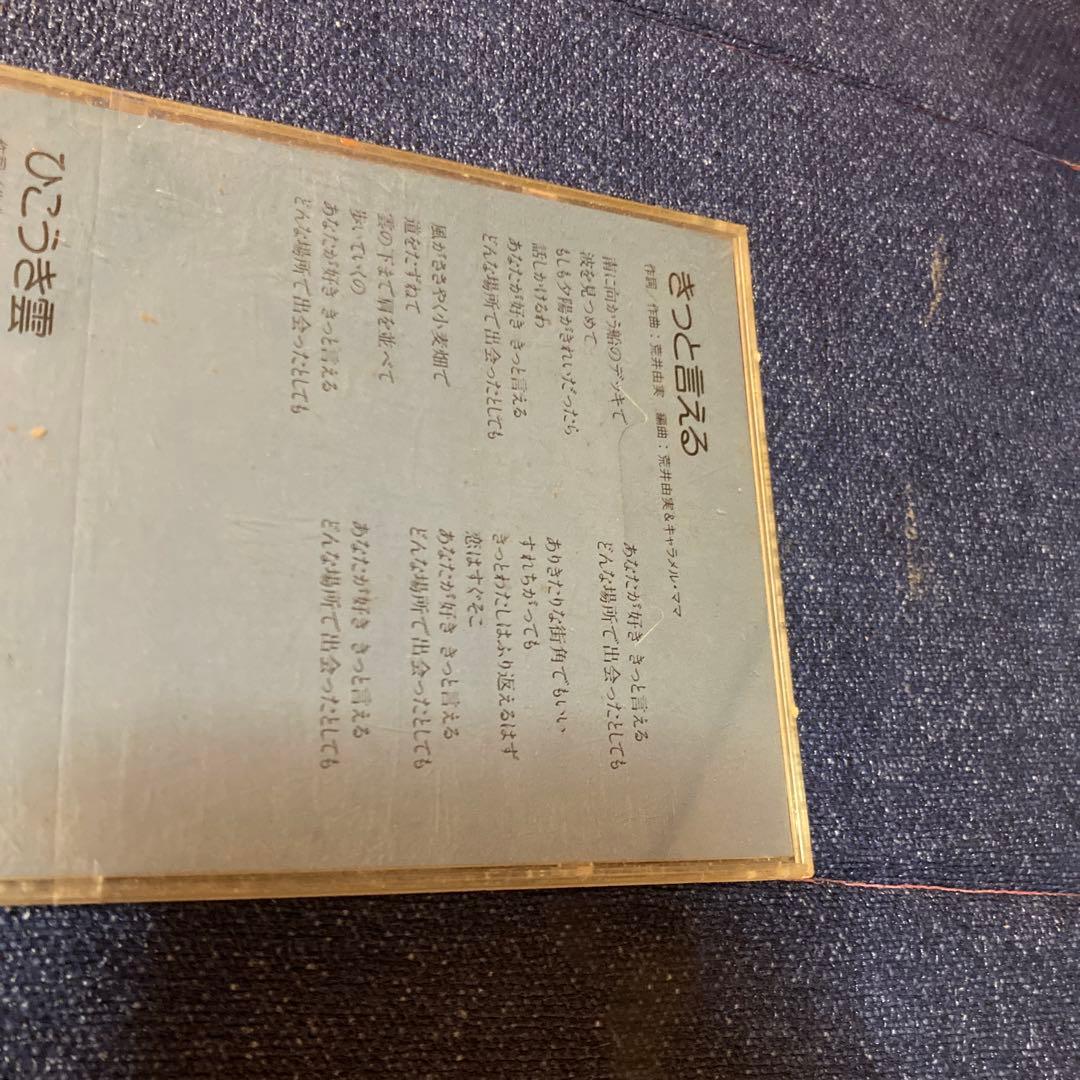 きっと言える
作詞／作曲：荒井由実　編曲：荒井由実&キャラメル・ママ
南に向かう船のデッキで
波を見つめて
もしも夕陽がきれいだったら
話しかけるわ
あなたが好き きっと言える
どんな場所で出会ったとしても
風がささやく小麦畑で
道をたずねて
雲の下まで肩を並べて
歩いていくの
あなたが好き きっと言える
どんな場所で出会ったとしても
あなたが好き きっと言える
どんな場所で出会ったとしても
ありきたりな街角でもいい
すれちがっても
きっとわたしはふり返えるはず
恋はすぐそこ
あなたが好き きっと言える
どんな場所で出会ったとしても
あなたが好き きっと言える
どんな場所で出会ったとしても
ひこうき雲